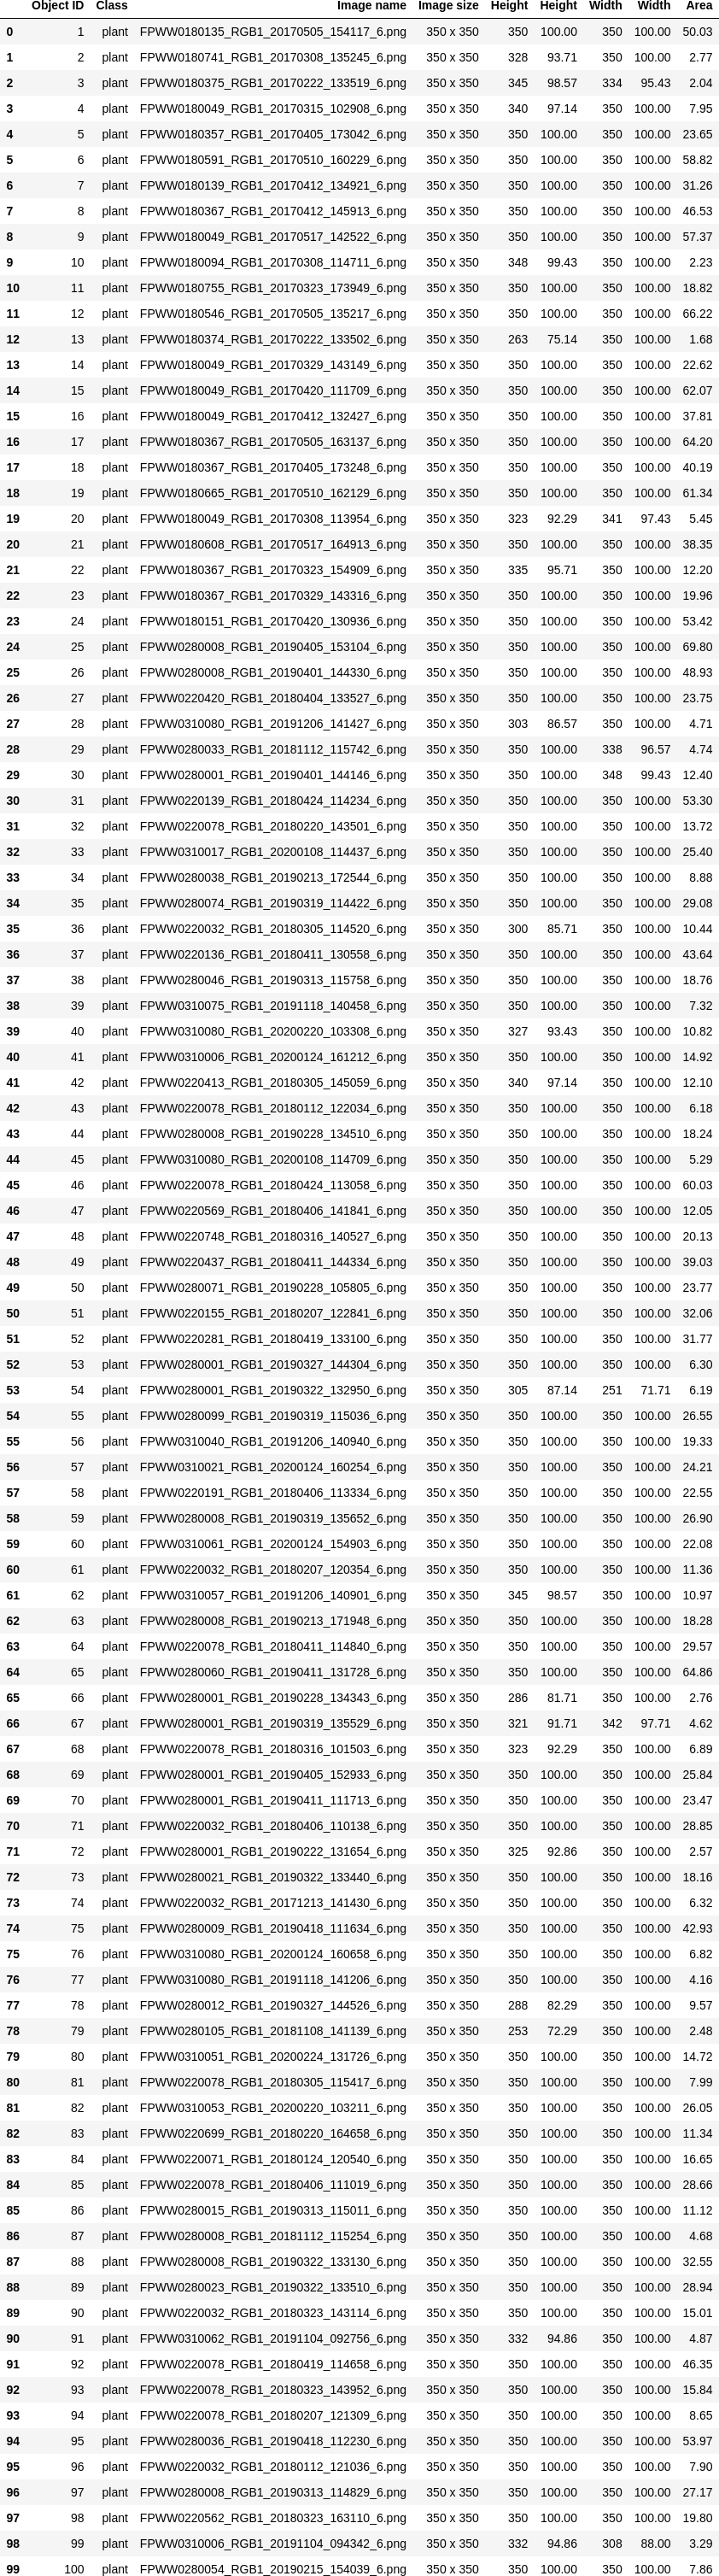 Object ID Class Image name Image size Height Height Width Width Area
0 1 plant FPWW0180135_RGB1_20170505_154117_6.png 350 x 350 350 100.00 350 100.00 50.03
1 2 plant FPWW0180741_RGB1_20170308_135245_6.png 350 x 350 328 93.71 350 100.00 2.77
2 3 plant FPWW0180375_RGB1_20170222_133519_6.png 350 x 350 345 98.57 334 95.43 2.04
3 4 plant FPWW0180049_RGB1_20170315_102908_6.png 350 x 350 340 97.14 350 100.00 7.95
4 5 plant FPWW0180357_RGB1_20170405_173042_6.png 350 x 350 350 100.00 350 100.00 23.65
5 6 plant FPWW0180591_RGB1_20170510_160229_6.png 350 x 350 350 100.00 350 100.00 58.82
6 7 plant FPWW0180139_RGB1_20170412_134921_6.png 350 x 350 350 100.00 350 100.00 31.26
7 8 plant FPWW0180367_RGB1_20170412_145913_6.png 350 x 350 350 100.00 350 100.00 46.53
8 9 plant FPWW0180049_RGB1_20170517_142522_6.png 350 x 350 350 100.00 350 100.00 57.37
9 10 plant FPWW0180094_RGB1_20170308_114711_6.png 350 x 350 348 99.43 350 100.00 2.23
10 11 plant FPWW0180755_RGB1_20170323_173949_6.png 350 x 350 350 100.00 350 100.00 18.82
11 12 plant FPWW0180546_RGB1_20170505_135217_6.png 350 x 350 350 100.00 350 100.00 66.22
12 13 plant FPWW0180374_RGB1_20170222_133502_6.png 350 x 350 263 75.14 350 100.00 1.68
13 14 plant FPWW0180049_RGB1_20170329_143149_6.png 350 x 350 350 100.00 350 100.00 22.62
14 15 plant FPWW0180049_RGB1_20170420_111709_6.png 350 x 350 350 100.00 350 100.00 62.07
15 16 plant FPWW0180049_RGB1_20170412_132427_6.png 350 x 350 350 100.00 350 100.00 37.81
16 17 plant FPWW0180367_RGB1_20170505_163137_6.png 350 x 350 350 100.00 350 100.00 64.20
17 18 plant FPWW0180367_RGB1_20170405_173248_6.png 350 x 350 350 100.00 350 100.00 40.19
18 19 plant FPWW0180665_RGB1_20170510_162129_6.png 350 x 350 350 100.00 350 100.00 61.34
19 20 plant FPWW0180049_RGB1_20170308_113954_6.png 350 x 350 323 92.29 341 97.43 5.45
20 21 plant FPWW0180608_RGB1_20170517_164913_6.png 350 x 350 350 100.00 350 100.00 38.35
21 22 plant FPWW0180367_RGB1_20170323_154909_6.png 350 x 350 335 95.71 350 100.00 12.20
22 23 plant FPWW0180367_RGB1_20170329_143316_6.png 350 x 350 350 100.00 350 100.00 19.96
23 24 plant FPWW0180151_RGB1_20170420_130936_6.png 350 x 350 350 100.00 350 100.00 53.42
24 25 plant FPWW0280008_RGB1_20190405_153104_6.png 350 x 350 350 100.00 350 100.00 69.80
25 26 plant FPWW0280008_RGB1_20190401_144330_6.png 350 x 350 350 100.00 350 100.00 48.93
26 27 plant FPWW0220420_RGB1_20180404_133527_6.png 350 x 350 350 100.00 350 100.00 23.75
27 28 plant FPWW0310080_RGB1_20191206_141427_6.png 350 x 350 303 86.57 350 100.00 4.71
28 29 plant FPWW0280033_RGB1_20181112_115742_6.png 350 x 350 350 100.00 338 96.57 4.74
29 30 plant FPWW0280001_RGB1_20190401_144146_6.png 350 x 350 350 100.00 348 99.43 12.40
30 31 plant FPWW0220139_RGB1_20180424_114234_6.png 350 x 350 350 100.00 350 100.00 53.30
31 32 plant FPWW0220078_RGB1_20180220_143501_6.png 350 x 350 350 100.00 350 100.00 13.72
32 33 plant FPWW0310017_RGB1_20200108_114437_6.png 350 x 350 350 100.00 350 100.00 25.40
33 34 plant FPWW0280038_RGB1_20190213_172544_6.png 350 x 350 350 100.00 350 100.00 8.88
34 35 plant FPWW0280074_RGB1_20190319_114422_6.png 350 x 350 350 100.00 350 100.00 29.08
35 36 plant FPWW0220032_RGB1_20180305_114520_6.png 350 x 350 300 85.71 350 100.00 10.44
36 37 plant FPWW0220136_RGB1_20180411_130558_6.png 350 x 350 350 100.00 350 100.00 43.64
37 38 plant FPWW0280046_RGB1_20190313_115758_6.png 350 x 350 350 100.00 350 100.00 18.76
38 39 plant FPWW0310075_RGB1_20191118_140458_6.png 350 x 350 350 100.00 350 100.00 7.32
39 40 plant FPWW0310080_RGB1_20200220_103308_6.png 350 x 350 327 93.43 350 100.00 10.82
40 41 plant FPWW0310006_RGB1_20200124_161212_6.png 350 x 350 350 100.00 350 100.00 14.92
41 42 plant FPWW0220413_RGB1_20180305_145059_6.png 350 x 350 340 97.14 350 100.00 12.10
42 43 plant FPWW0220078_RGB1_20180112_122034_6.png 350 x 350 350 100.00 350 100.00 6.18
43 44 plant FPWW0280008_RGB1_20190228_134510_6.png 350 x 350 350 100.00 350 100.00 18.24
44 45 plant FPWW0310080_RGB1_20200108_114709_6.png 350 x 350 350 100.00 350 100.00 5.29
45 46 plant FPWW0220078_RGB1_20180424_113058_6.png 350 x 350 350 100.00 350 100.00 60.03
46 47 plant FPWW0220569_RGB1_20180406_141841_6.png 350 x 350 350 100.00 350 100.00 12.05
47 48 plant FPWW0220748_RGB1_20180316_140527_6.png 350 x 350 350 100.00 350 100.00 20.13
48 49 plant FPWW0220437_RGB1_20180411_144334_6.png 350 x 350 350 100.00 350 100.00 39.03
49 50 plant FPWW0280071_RGB1_20190228_105805_6.png 350 x 350 350 100.00 350 100.00 23.77
50 51 plant FPWW0220155_RGB1_20180207_122841_6.png 350 x 350 350 100.00 350 100.00 32.06
51 52 plant FPWW0220281_RGB1_20180419_133100_6.png 350 x 350 350 100.00 350 100.00 31.77
52 53 plant FPWW0280001_RGB1_20190327_144304_6.png 350 x 350 350 100.00 350 100.00 6.30
53 54 plant FPWW0280001_RGB1_20190322_132950_6.png 350 x 350 305 87.14 251 71.71 6.19
54 55 plant FPWW0280099_RGB1_20190319_115036_6.png 350 x 350 350 100.00 350 100.00 26.55
55 56 plant FPWW0310040_RGB1_20191206_140940_6.png 350 x 350 350 100.00 350 100.00 19.33
56 57 plant FPWW0310021_RGB1_20200124_160254_6.png 350 x 350 350 100.00 350 100.00 24.21
57 58 plant FPWW0220191_RGB1_20180406_113334_6.png 350 x 350 350 100.00 350 100.00 22.55
58 59 plant FPWW0280008_RGB1_20190319_135652_6.png 350 x 350 350 100.00 350 100.00 26.90
59 60 plant FPWW0310061_RGB1_20200124_154903_6.png 350 x 350 350 100.00 350 100.00 22.08
60 61 plant FPWW0220032_RGB1_20180207_120354_6.png 350 x 350 350 100.00 350 100.00 11.36
61 62 plant FPWW0310057_RGB1_20191206_140901_6.png 350 x 350 345 98.57 350 100.00 10.97
62 63 plant FPWW0280008_RGB1_20190213_171948_6.png 350 x 350 350 100.00 350 100.00 18.28
63 64 plant FPWW0220078_RGB1_20180411_114840_6.png 350 x 350 350 100.00 350 100.00 29.57
64 65 plant FPWW0280060_RGB1_20190411_131728_6.png 350 x 350 350 100.00 350 100.00 64.86
65 66 plant FPWW0280001_RGB1_20190228_134343_6.png 350 x 350 286 81.71 350 100.00 2.76
66 67 plant FPWW0280001_RGB1_20190319_135529_6.png 350 x 350 321 91.71 342 97.71 4.62
67 68 plant FPWW0220078_RGB1_20180316_101503_6.png 350 x 350 323 92.29 350 100.00 6.89
68 69 plant FPWW0280001_RGB1_20190405_152933_6.png 350 x 350 350 100.00 350 100.00 25.84
69 70 plant FPWW0280001_RGB1_20190411_111713_6.png 350 x 350 350 100.00 350 100.00 23.47
70 71 plant FPWW0220032_RGB1_20180406_110138_6.png 350 x 350 350 100.00 350 100.00 28.85
71 72 plant FPWW0280001_RGB1_20190222_131654_6.png 350 x 350 325 92.86 350 100.00 2.57
72 73 plant FPWW0280021_RGB1_20190322_133440_6.png 350 x 350 350 100.00 350 100.00 18.16
73 74 plant FPWW0220032_RGB1_20171213_141430_6.png 350 x 350 350 100.00 350 100.00 6.32
74 75 plant FPWW0280009_RGB1_20190418_111634_6.png 350 x 350 350 100.00 350 100.00 42.93
75 76 plant FPWW0310080_RGB1_20200124_160658_6.png 350 x 350 350 100.00 350 100.00 6.82
76 77 plant FPWW0310080_RGB1_20191118_141206_6.png 350 x 350 350 100.00 350 100.00 4.16
77 78 plant FPWW0280012_RGB1_20190327_144526_6.png 350 x 350 288 82.29 350 100.00 9.57
78 79 plant FPWW0280105_RGB1_20181108_141139_6.png 350 x 350 253 72.29 350 100.00 2.48
79 80 plant FPWW0310051_RGB1_20200224_131726_6.png 350 x 350 350 100.00 350 100.00 14.72
80 81 plant FPWW0220078_RGB1_20180305_115417_6.png 350 x 350 350 100.00 350 100.00 7.99
81 82 plant FPWW0310053_RGB1_20200220_103211_6.png 350 x 350 350 100.00 350 100.00 26.05
82 83 plant FPWW0220699_RGB1_20180220_164658_6.png 350 x 350 350 100.00 350 100.00 11.34
83 84 plant FPWW0220071_RGB1_20180124_120540_6.png 350 x 350 350 100.00 350 100.00 16.65
84 85 plant FPWW0220078_RGB1_20180406_111019_6.png 350 x 350 350 100.00 350 100.00 28.66
85 86 plant FPWW0280015_RGB1_20190313_115011_6.png 350 x 350 350 100.00 350 100.00 11.12
86 87 plant FPWW0280008_RGB1_20181112_115254_6.png 350 x 350 350 100.00 350 100.00 4.68
87 88 plant FPWW0280008_RGB1_20190322_133130_6.png 350 x 350 350 100.00 350 100.00 32.55
88 89 plant FPWW0280023_RGB1_20190322_133510_6.png 350 x 350 350 100.00 350 100.00 28.94
89 90 plant FPWW0220032_RGB1_20180323_143114_6.png 350 x 350 350 100.00 350 100.00 15.01
90 91 plant FPWW0310062_RGB1_20191104_092756_6.png 350 x 350 332 94.86 350 100.00 4.87
91 92 plant FPWW0220078_RGB1_20180419_114658_6.png 350 x 350 350 100.00 350 100.00 46.35
92 93 plant FPWW0220078_RGB1_20180323_143952_6.png 350 x 350 350 100.00 350 100.00 15.84
93 94 plant FPWW0220078_RGB1_20180207_121309_6.png 350 x 350 350 100.00 350 100.00 8.65
94 95 plant FPWW0280036_RGB1_20190418_112230_6.png 350 x 350 350 100.00 350 100.00 53.97
95 96 plant FPWW0220032_RGB1_20180112_121036_6.png 350 x 350 350 100.00 350 100.00 7.90
96 97 plant FPWW0280008_RGB1_20190313_114829_6.png 350 x 350 350 100.00 350 100.00 27.17
97 98 plant FPWW0220562_RGB1_20180323_163110_6.png 350 x 350 350 100.00 350 100.00 19.80
98 99 plant FPWW0310006_RGB1_20191104_094342_6.png 350 x 350 332 94.86 308 88.00 3.29
99 100 plant FPWW0280054_RGB1_20190215_154039_6.png 350 x 350 350 100.00 350 100.00 7.86